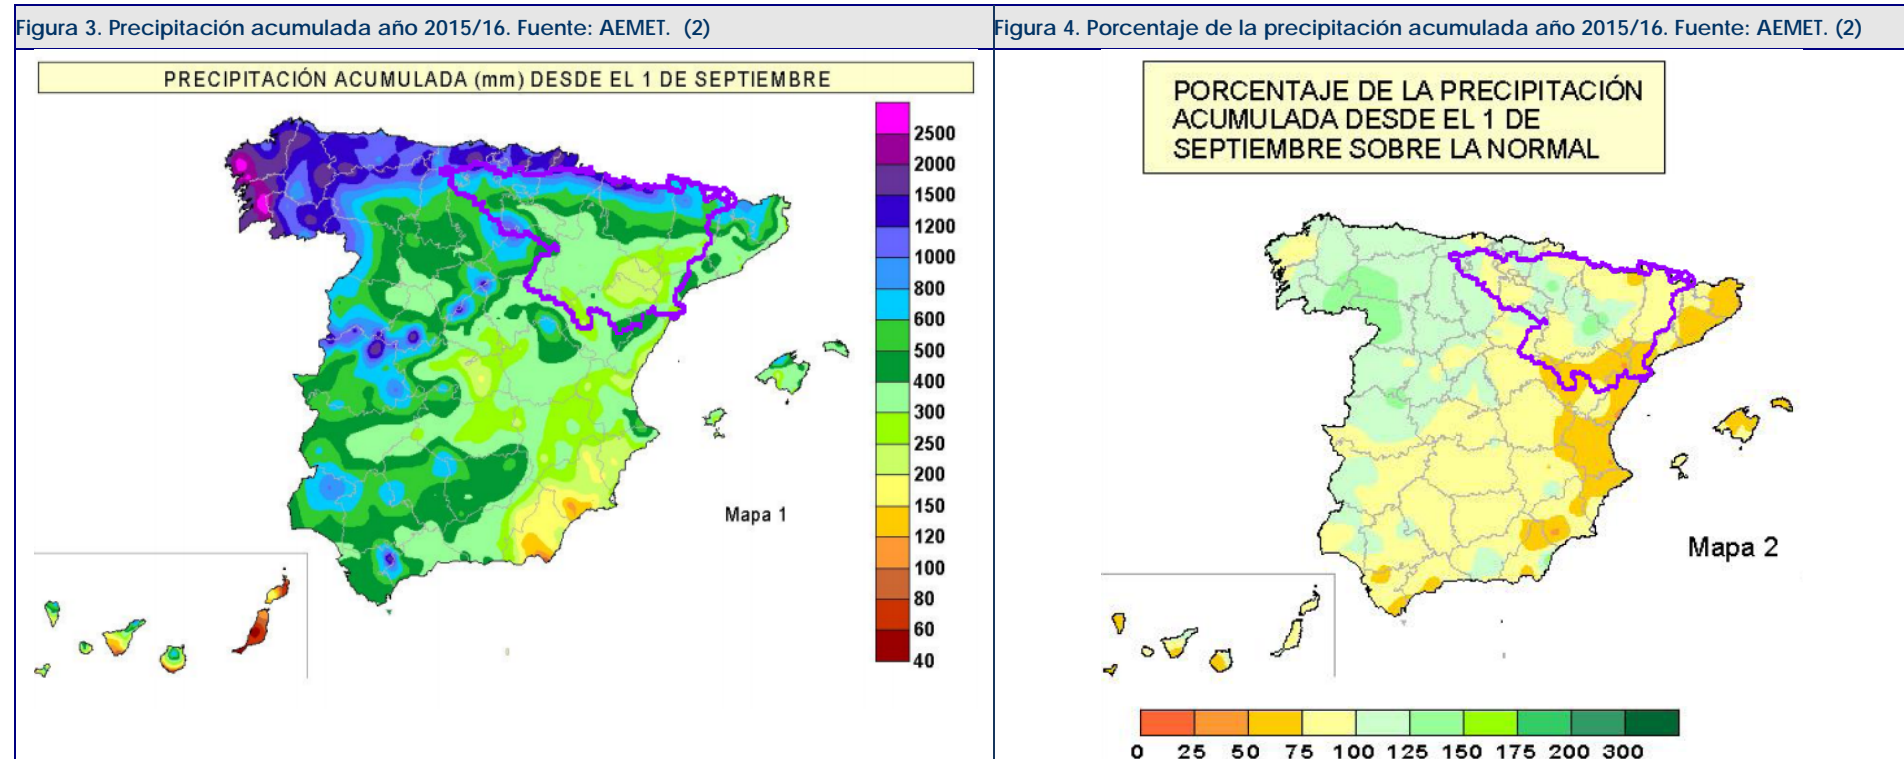 Figura 3. Precipitación acumulada año 2015/16. Fuente: AEMET. (2)
PRECIPITACIÓN ACUMULADA (mm) DESDE EL 1 DE SEPTIEMBRE
2500
2000
1500
1200
1000
800
600
500
400
300
250
200
150
120
100
80
60
40
Mapa 1
Figura 4. Porcentaje de la precipitación acumulada año 2015/16. Fuente: AEMET. (2)
PORCENTAJE DE LA PRECIPITACIÓN
ACUMULADA DESDE EL 1 DE
SEPTIEMBRE SOBRE LA NORMAL
Mapa 2
0 25 50 75 100 125 150 175 200 300